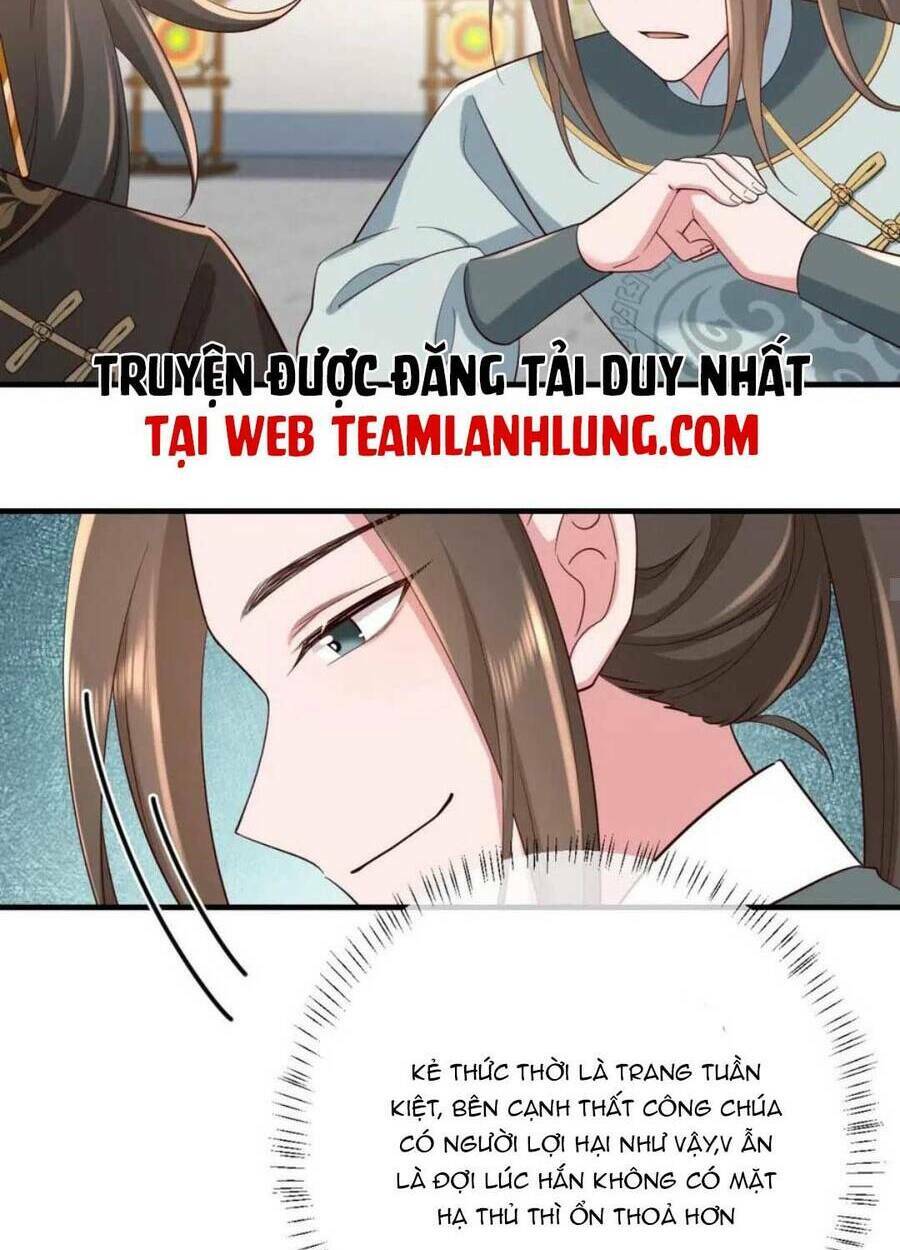 TRUYỆN ĐƯỢC ĐĂNG TẢI DUY NHẤT
TẠI WEB TEAMLANHLUNG.COM
KẺ THỨC THỜI LÀ TRANG TUẤN
KIỆT, BÊN CẠNH THẤT CÔNG CHÚA
CÓ NGƯỜI LỢI HẠI NHƯ VẬY,V ẪN
LÀ ĐỢI LÚC HẮN KHÔNG CÓ MẶT
HẠ THỦ THÌ ỔN THOẢ HƠN